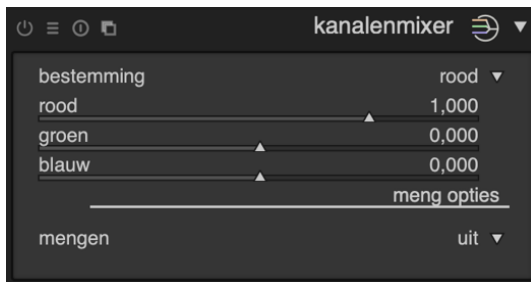 kanalenmixer
bestemming rood
rood 1,000
groen 0,000
blauw 0,000
meng opties
mengen uit